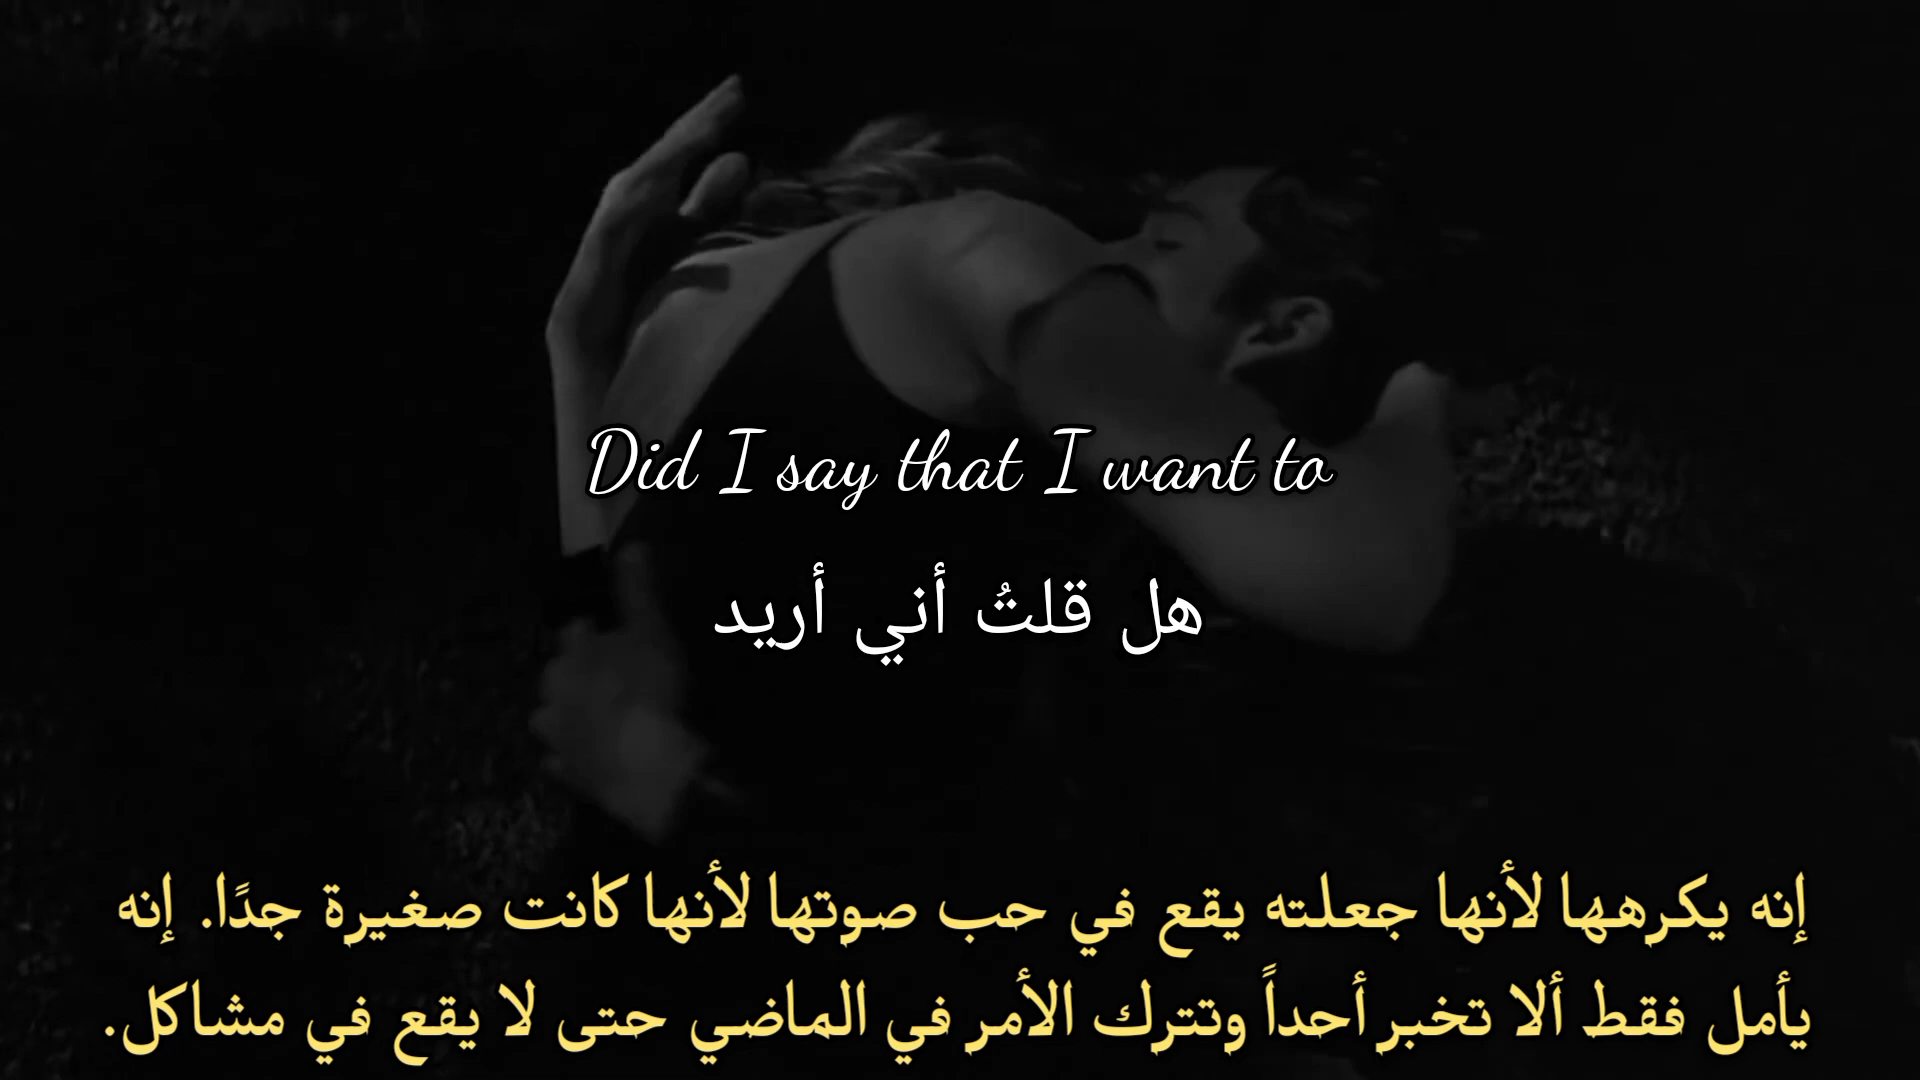 Did I say that I want to
هل قلتُ أني أريد
إنه يكرهها لأنها جعلته يقع في حب صوتها لأنها كانت صغيرة جدًا. إنه
يأمل فقط ألا تخبر أحداً وتترك الأمر في الماضي حتى لا يقع في مشاكل.